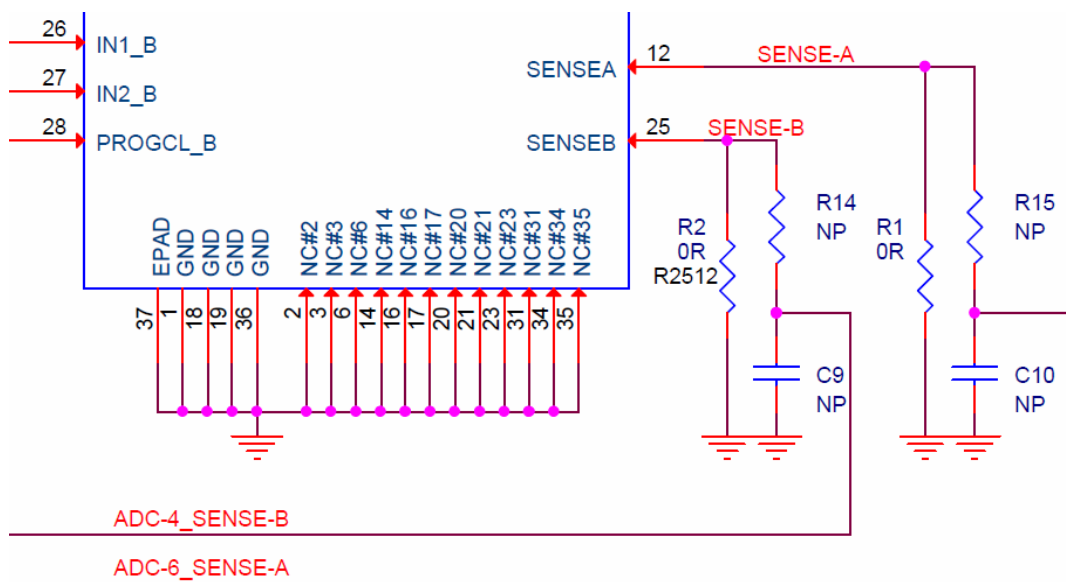 26
IN1_B
27
IN2_B
28
PROGCL_B
SENSEA
12
SENSE-A
SENSEB
25
SENSE-B
EPAD
GND
GND
GND
GND
NC#2
NC#3
NC#6
NC#14
NC#16
NC#17
NC#20
NC#21
NC#23
NC#31
NC#34
NC#35
37
1
18
19
36
2
3
6
14
16
17
20
21
23
31
34
35
R2
0R
R2512
R14
NP
R1
0R
R15
NP
C9
NP
C10
NP
ADC-4_SENSE-B
ADC-6_SENSE-A